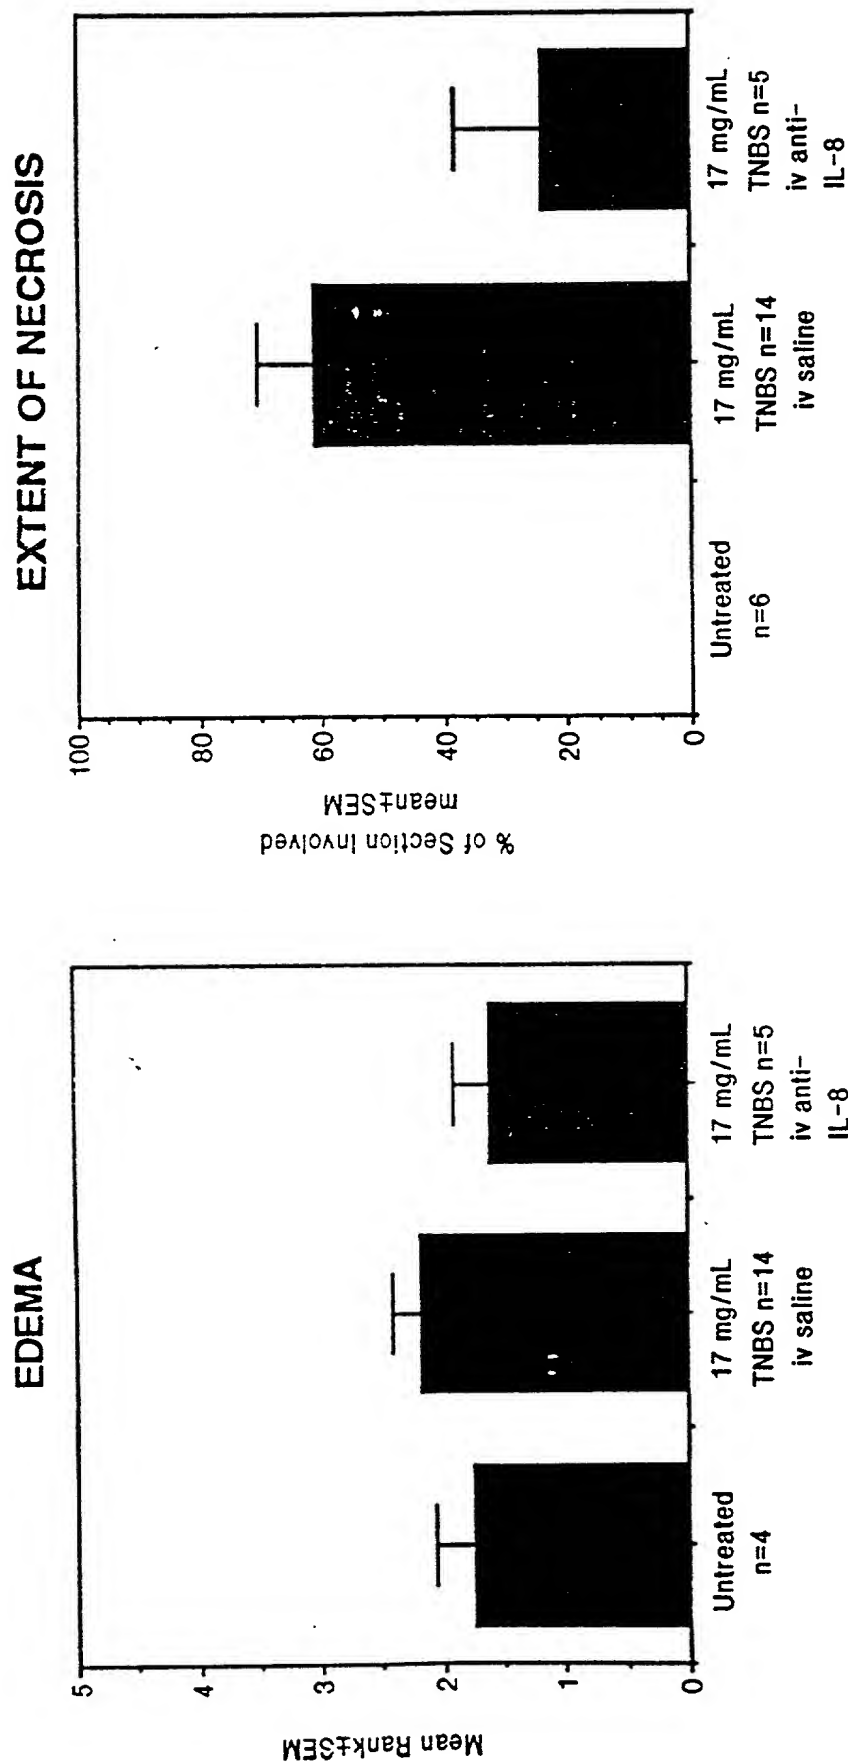 EDEMA
5
4
3
2
1
0
Mean Rank±SEM
Untreated
n=4
17 mg/mL
TNBS n=14
iv saline
17 mg/mL
TNBS n=5
iv anti-
IL-8
EXTENT OF NECROSIS
100
80
60
40
20
0
% of Section Involved
mean±SEM
Untreated
n=6
17 mg/mL
TNBS n=14
iv saline
17 mg/mL
TNBS n=5
iv anti-
IL-8